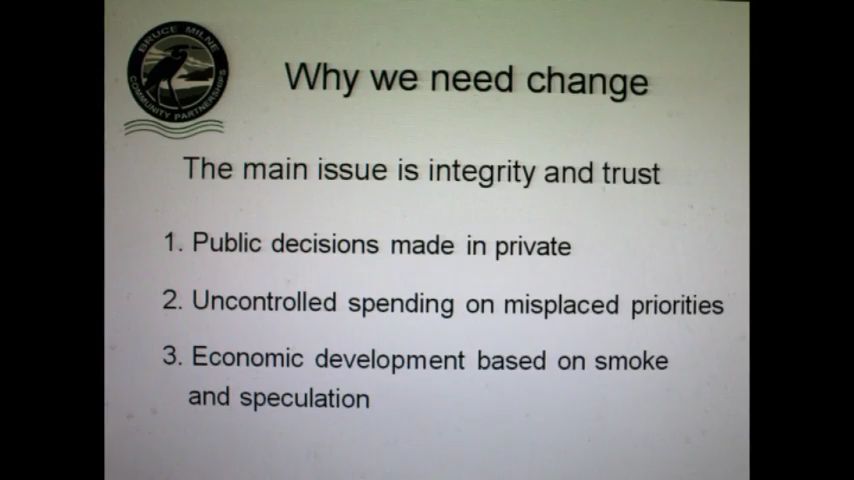 BRUCE MILNE
COMMUNITY PARTNERSHIPS
Why we need change
The main issue is integrity and trust
1. Public decisions made in private
2. Uncontrolled spending on misplaced priorities
3. Economic development based on smoke
and speculation